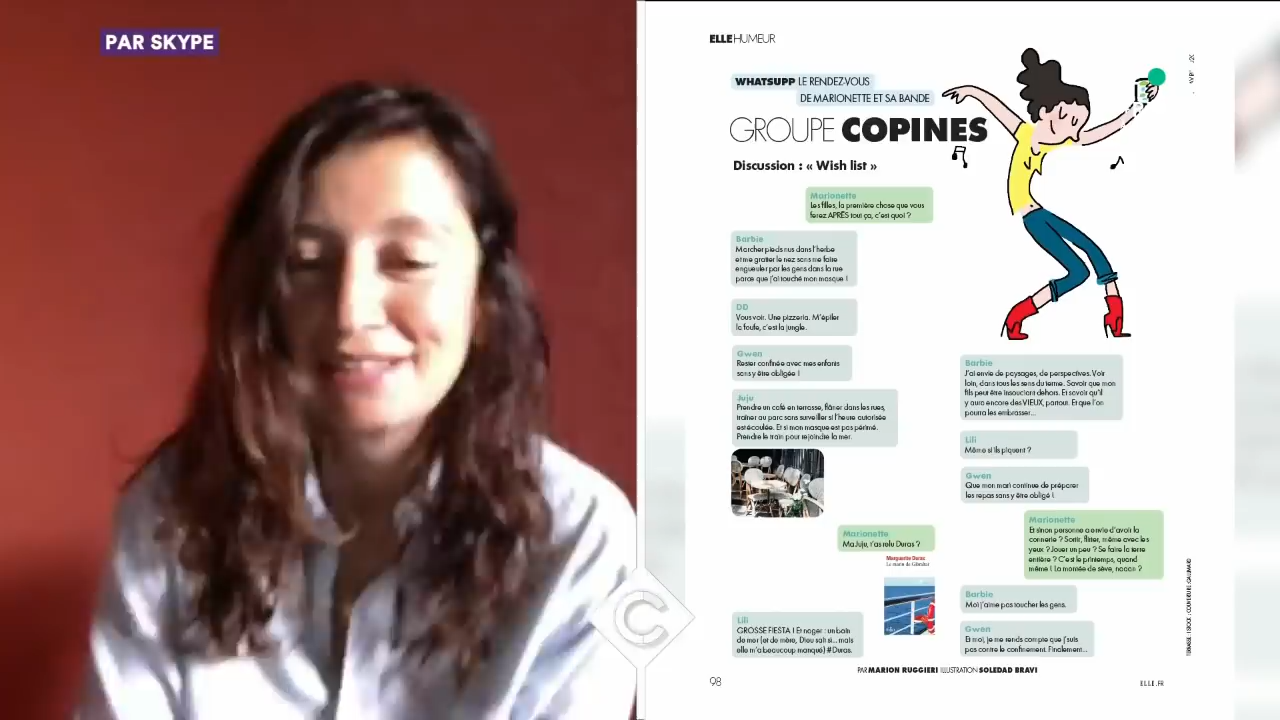 PAR SKYPE
ELLE HUMEUR
WHATSUPP LE RENDEZ-VOUS
DE MARIONETTE ET SA BANDE
GROUPE COPINES
Discussion : « Wish list »
Marionette
Les filles, la première chose que vous
ferez APRÈS tout ça, c'est quoi ?
Barbie
Marcher pieds nus dans l'herbe
et me gratter le nez sans me faire
engueuler par les gens dans la rue
parce que j'ai touché mon masque !
DD
Vous voir. Une pizzeria. M'épiler
la foufe, c'est la jungle.
Gwen
Rester confinée avec mes enfants
sans y être obligée !
Juju
Prendre un café en terrasse, flâner dans les rues,
traîner au parc sans surveiller si l'heure autorisée
est écoulée. Et si mon masque est pas périmé.
Prendre le train pour rejoindre la mer.
Marionette
Ma Juju, t'as relu Duras ?
Marguerite Duras
Le marin de Gibraltar
Lili
GROSSE FIESTA ! Et nager : un bain
de mer (et de mère, Dieu sait si... mais
elle m'a beaucoup manqué) #Duras.
Barbie
J'ai envie de paysages, de perspectives. Voir
loin, dans tous les sens du terme. Savoir que mon
fils peut être insouciant dehors. Et savoir qu'il
y aura encore des VIEUX, partout. Et que l'on
pourra les embrasser...
Lili
Même si ils piquent ?
Gwen
Que mon mari continue de préparer
les repas sans y être obligé !
Marionette
Et sinon personne a envie d'avoir la
connerie ? Sortir, flirter, même avec les
yeux ? Jouer un peu ? Se faire la terre
entière ? C'est le printemps, quand
même ! La montée de sève, naaan ?
Barbie
Moi j'aime pas toucher les gens.
Gwen
Et moi, je me rends compte que j'suis
pas contre le confinement. Finalement...
PAR MARION RUGGIERI ILLUSTRATION SOLEDAD BRAVI
98
ELLE.FR
C